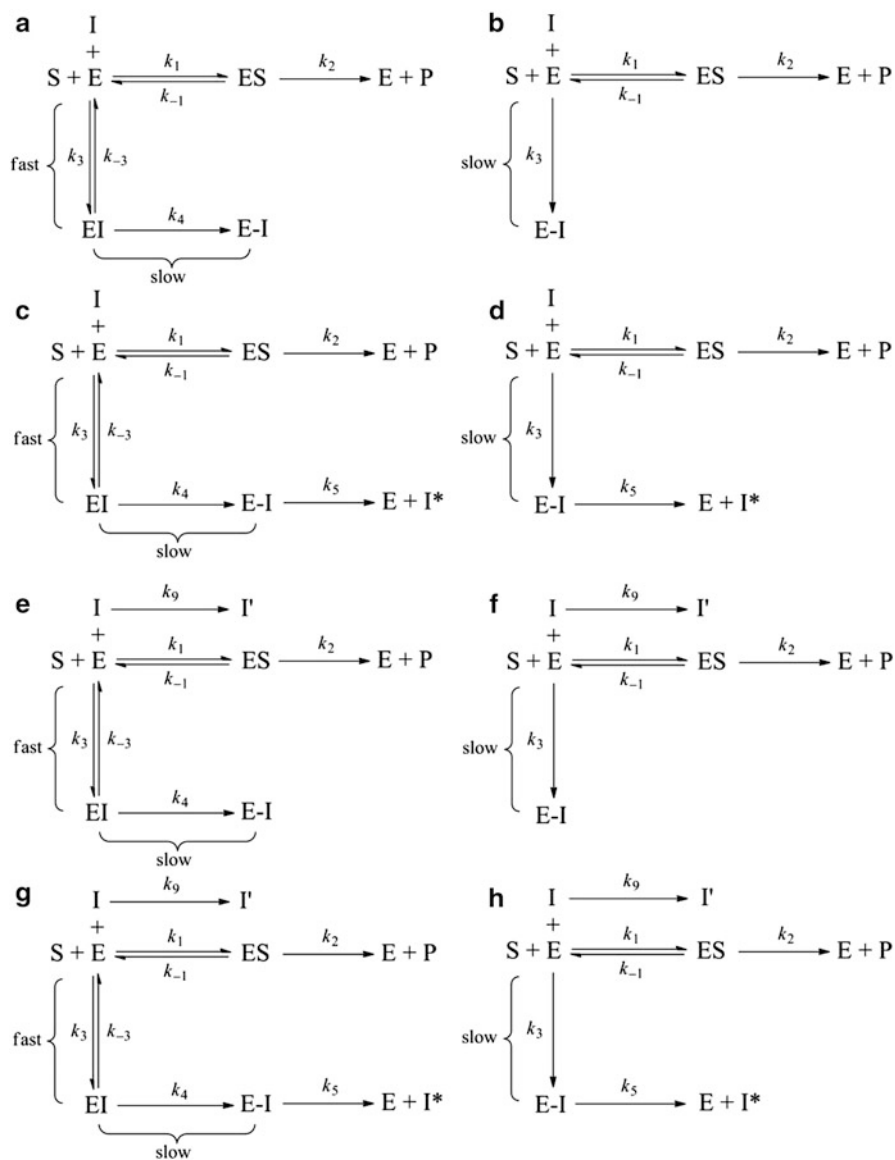 a
I
+
S + E k1 k−1 ES k2 E + P
fast k3 k−3
EI k4 E-I
slow
b
I
+
S + E k1 k−1 ES k2 E + P
slow k3
E-I
c
I
+
S + E k1 k−1 ES k2 E + P
fast k3 k−3
EI k4 E-I k5 E + I*
slow
d
I
+
S + E k1 k−1 ES k2 E + P
slow k3
E-I k5 E + I*
e
I k9 I'
+
S + E k1 k−1 ES k2 E + P
fast k3 k−3
EI k4 E-I
slow
f
I k9 I'
+
S + E k1 k−1 ES k2 E + P
slow k3
E-I
g
I k9 I'
+
S + E k1 k−1 ES k2 E + P
fast k3 k−3
EI k4 E-I k5 E + I*
slow
h
I k9 I'
+
S + E k1 k−1 ES k2 E + P
slow k3
E-I k5 E + I*